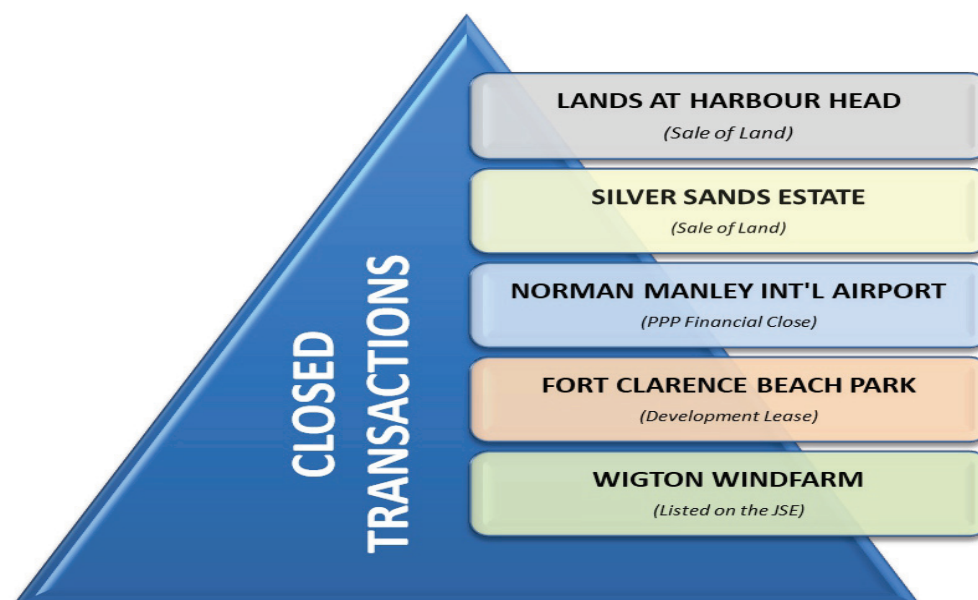 CLOSED
TRANSACTIONS
LANDS AT HARBOUR HEAD
(Sale of Land)
SILVER SANDS ESTATE
(Sale of Land)
NORMAN MANLEY INT'L AIRPORT
(PPP Financial Close)
FORT CLARENCE BEACH PARK
(Development Lease)
WIGTON WINDFARM
(Listed on the JSE)